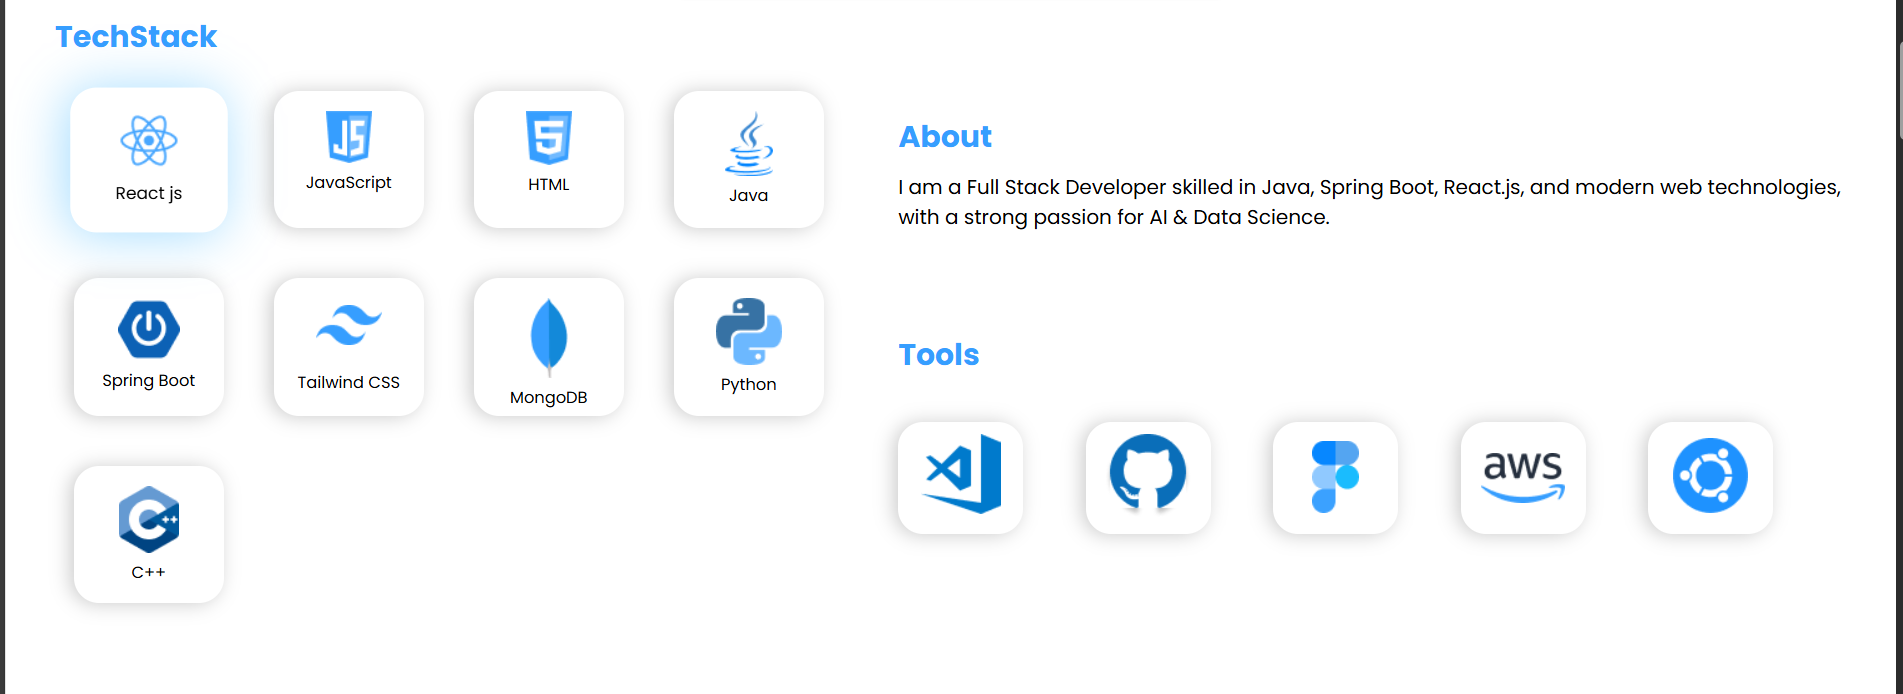 TechStack
React js
JavaScript
HTML
Java
Spring Boot
Tailwind CSS
MongoDB
Python
C++
About
I am a Full Stack Developer skilled in Java, Spring Boot, React.js, and modern web technologies,
with a strong passion for AI & Data Science.
Tools
aws